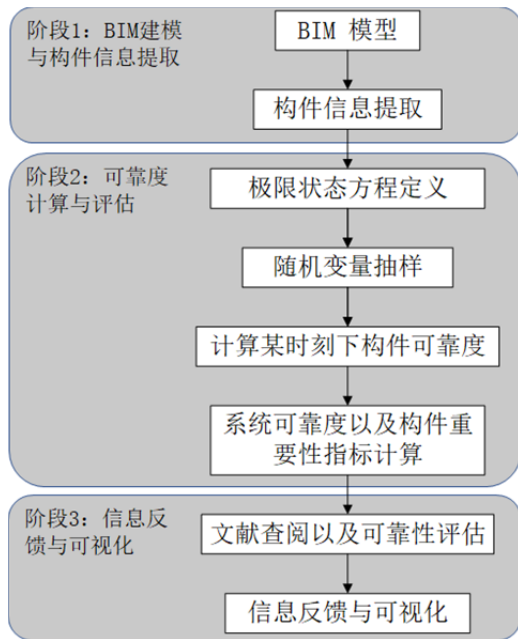 阶段1: BIM建模
与构件信息提取
BIM 模型
构件信息提取
阶段2: 可靠度
计算与评估
极限状态方程定义
随机变量抽样
计算某时刻下构件可靠度
系统可靠度以及构件重
要性指标计算
阶段3: 信息反
馈与可视化
文献查阅以及可靠性评估
信息反馈与可视化